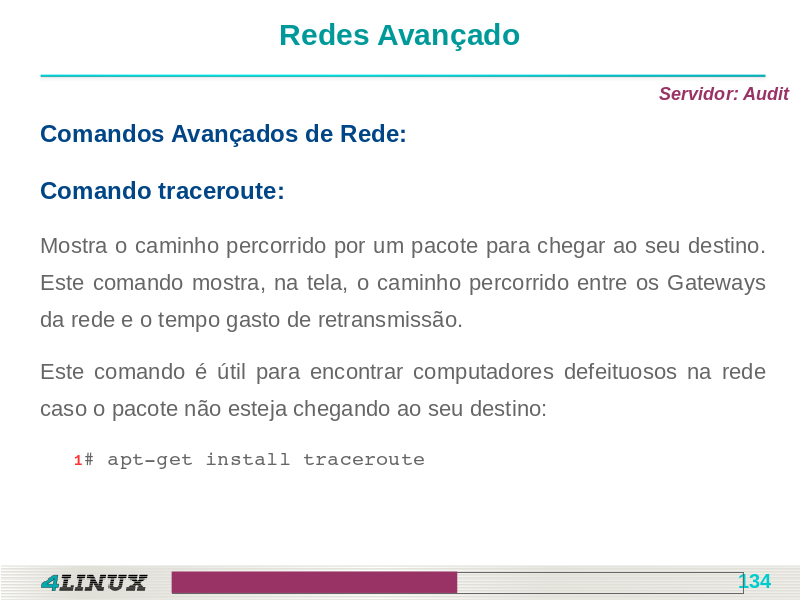 Redes Avançado
Servidor: Audit
Comandos Avançados de Rede:
Comando traceroute:
Mostra o caminho percorrido por um pacote para chegar ao seu destino.
Este comando mostra, na tela, o caminho percorrido entre os Gateways
da rede e o tempo gasto de retransmissão.
Este comando é útil para encontrar computadores defeituosos na rede
caso o pacote não esteja chegando ao seu destino:
1# apt-get install traceroute
4LINUX
134